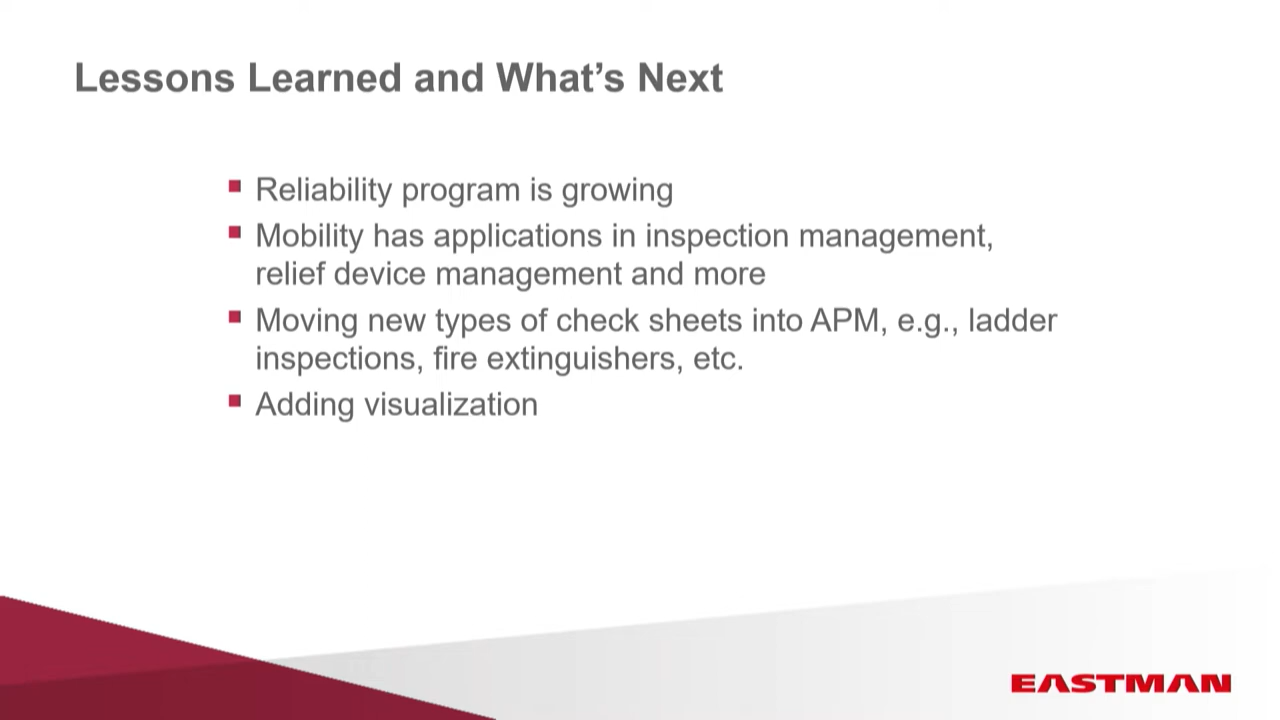 Lessons Learned and What’s Next
Reliability program is growing
Mobility has applications in inspection management,
relief device management and more
Moving new types of check sheets into APM, e.g., ladder
inspections, fire extinguishers, etc.
Adding visualization
EASTMAN